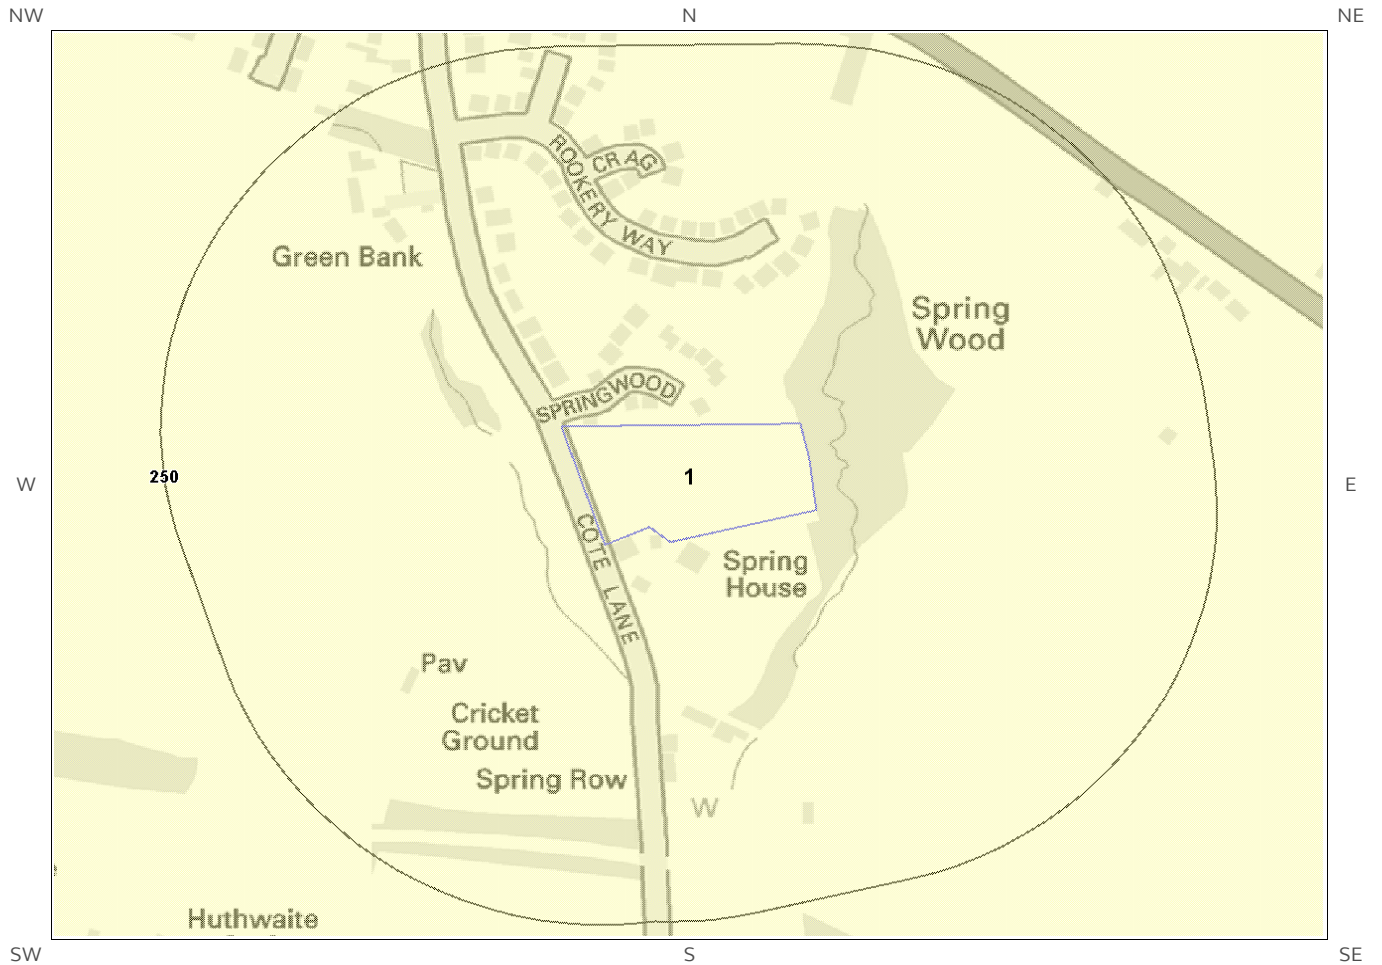 NW
N
NE
ROOKERY WAY
CRAG
Green Bank
Spring
Wood
SPRINGWOOD
250
1
W
E
COTE LANE
Spring
House
Pav
Cricket
Ground
Spring Row
W
Huthwaite
SW
S
SE